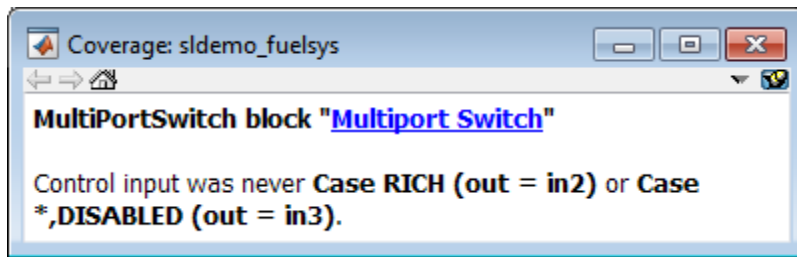 Coverage: sldemo_fuelsys
MultiPortSwitch block "Multiport Switch"
Control input was never Case RICH (out = in2) or Case
*,DISABLED (out = in3).